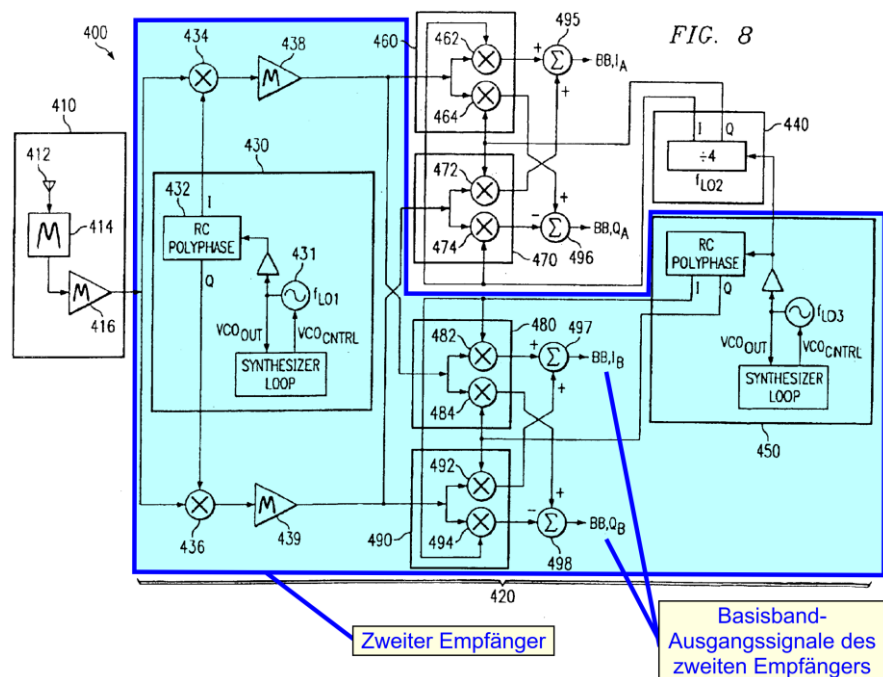 FIG. 8
400
434
438
460
462
464
495
+
+
BB,I_A
410
412
414
416
430
432
I
RC
POLYPHASE
Q
431
f_LO1
VCO_OUT
VCO_CNTRL
SYNTHESIZER
LOOP
472
474
470
+
−
496
BB,Q_A
I
Q
440
÷4
f_LO2
RC
POLYPHASE
I
Q
f_LO3
VCO_OUT
VCO_CNTRL
SYNTHESIZER
LOOP
450
480
482
484
497
+
+
BB,I_B
436
439
490
492
494
+
−
498
BB,Q_B
420
Zweiter Empfänger
Basisband-
Ausgangssignale des
zweiten Empfängers